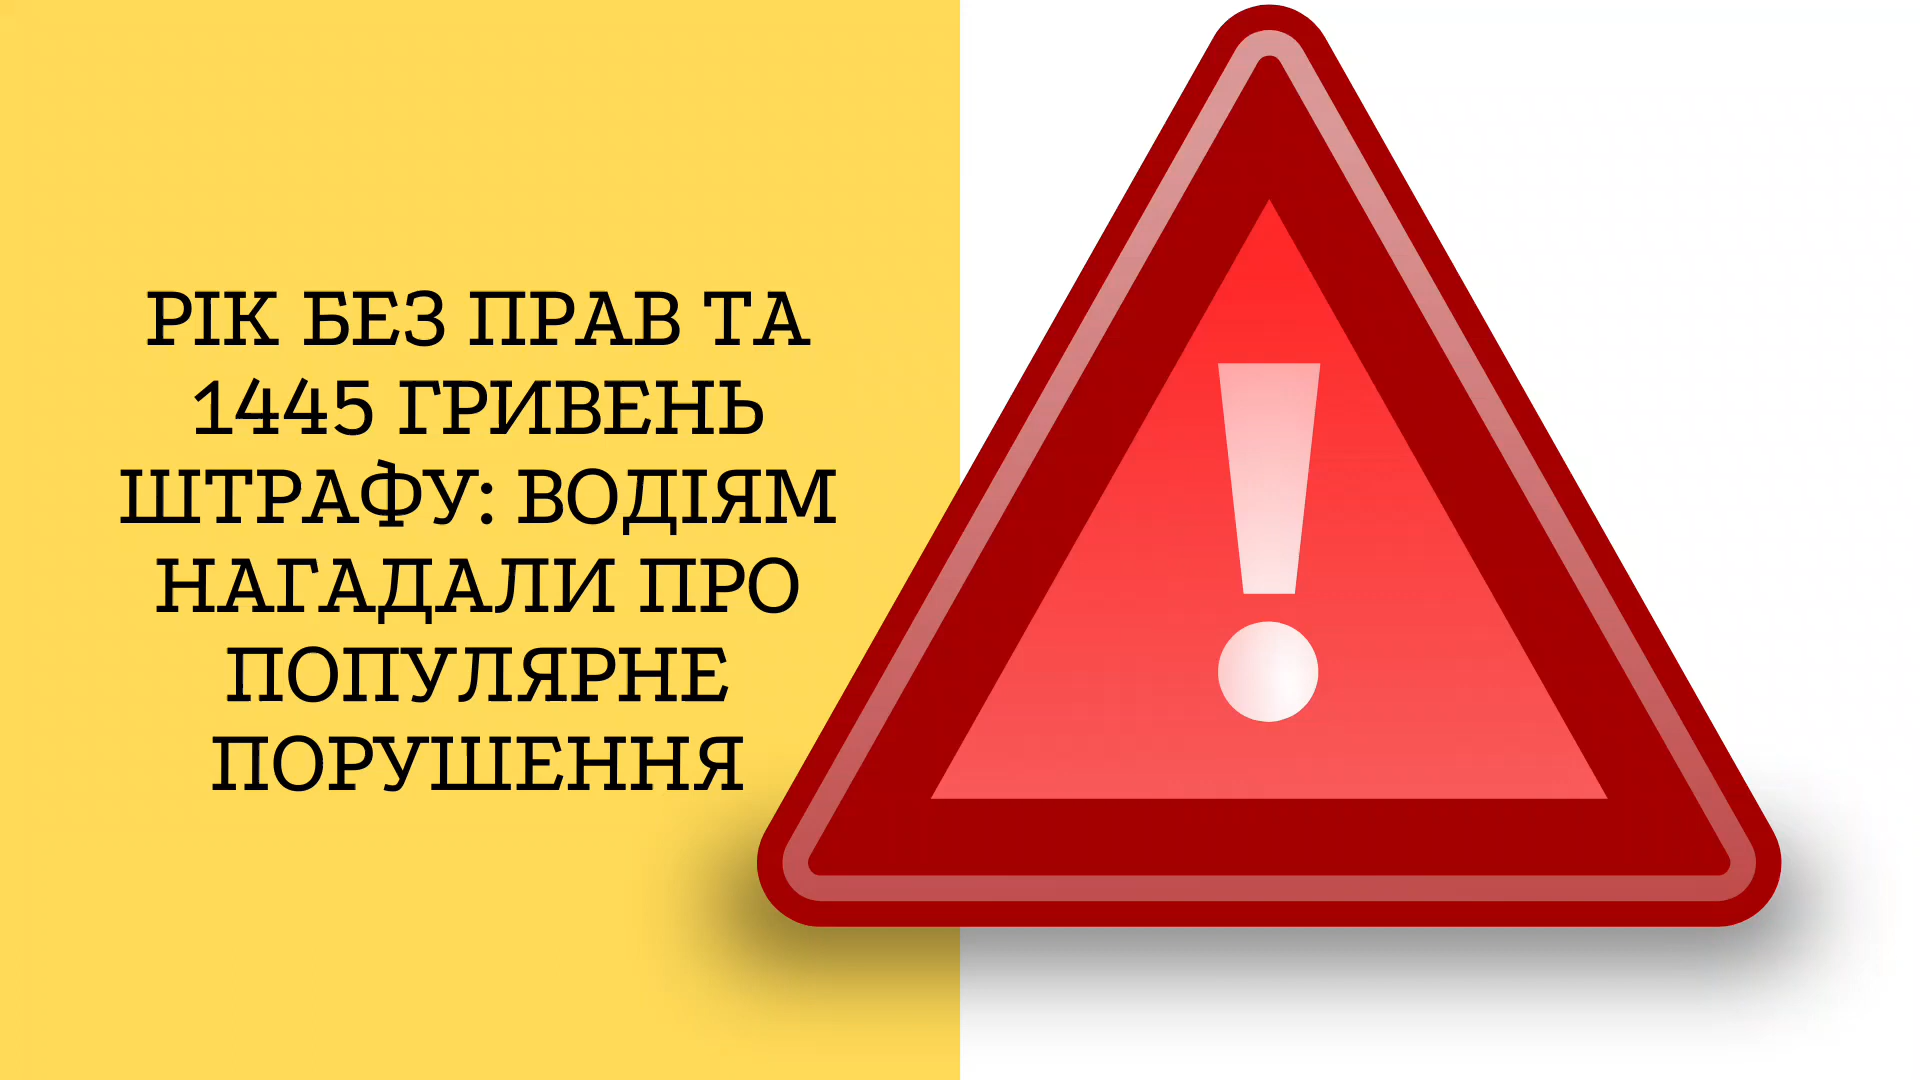 РІК БЕЗ ПРАВ ТА
1445 ГРИВЕНЬ
ШТРАФУ: ВОДІЯМ
НАГАДАЛИ ПРО
ПОПУЛЯРНЕ
ПОРУШЕННЯ
!